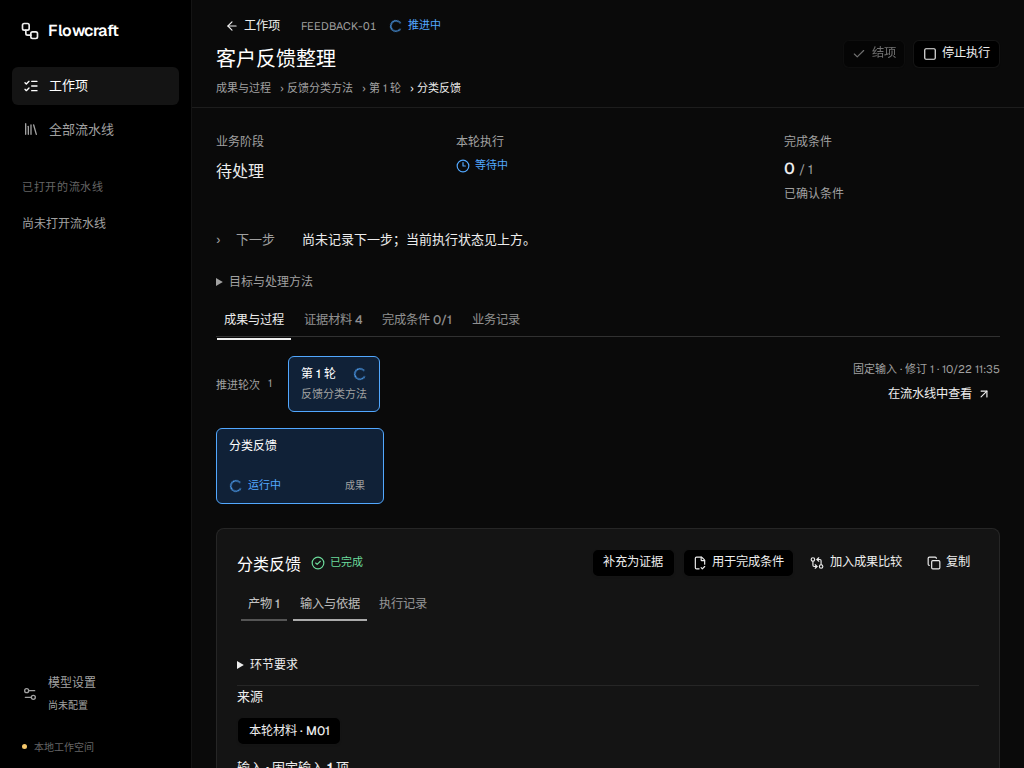 Flowcraft
工作项
全部流水线
已打开的流水线
尚未打开流水线
模型设置
尚未配置
本地工作空间
工作项 FEEDBACK-01 推进中
客户反馈整理
结项 停止执行
成果与过程 › 反馈分类方法 › 第 1 轮 › 分类反馈
业务阶段
待处理
本轮执行
等待中
完成条件
0 / 1
已确认条件
› 下一步 尚未记录下一步；当前执行状态见上方。
目标与处理方法
成果与过程 证据材料 4 完成条件 0/1 业务记录
推进轮次 1
第 1 轮
反馈分类方法
固定输入 · 修订 1 · 10/22 11:35
在流水线中查看
分类反馈
运行中 成果
分类反馈 已完成
补充为证据 用于完成条件 加入成果比较 复制
产物 1 输入与依据 执行记录
环节要求
来源
本轮材料 · M01
输入 · 固定输入 1 项